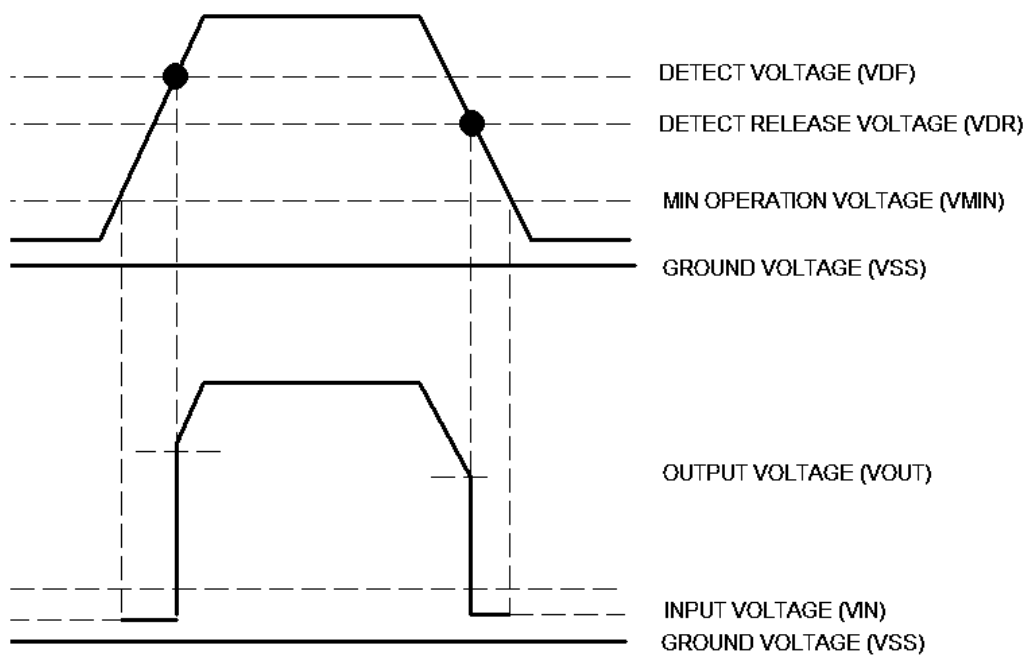 DETECT VOLTAGE (VDF)
DETECT RELEASE VOLTAGE (VDR)
MIN OPERATION VOLTAGE (VMIN)
GROUND VOLTAGE (VSS)
OUTPUT VOLTAGE (VOUT)
INPUT VOLTAGE (VIN)
GROUND VOLTAGE (VSS)